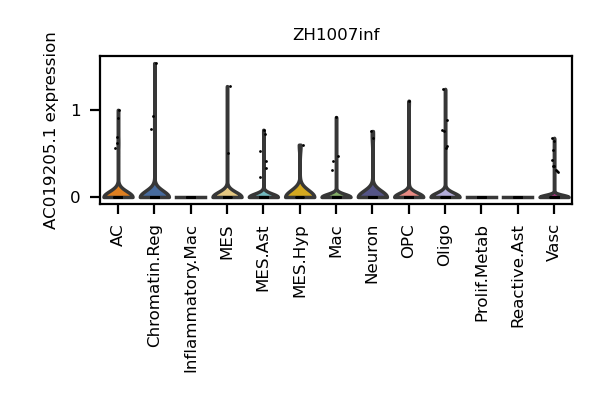 ZH1007inf
AC019205.1 expression
1
0
AC
Chromatin.Reg
Inflammatory.Mac
MES
MES.Ast
MES.Hyp
Mac
Neuron
OPC
Oligo
Prolif.Metab
Reactive.Ast
Vasc